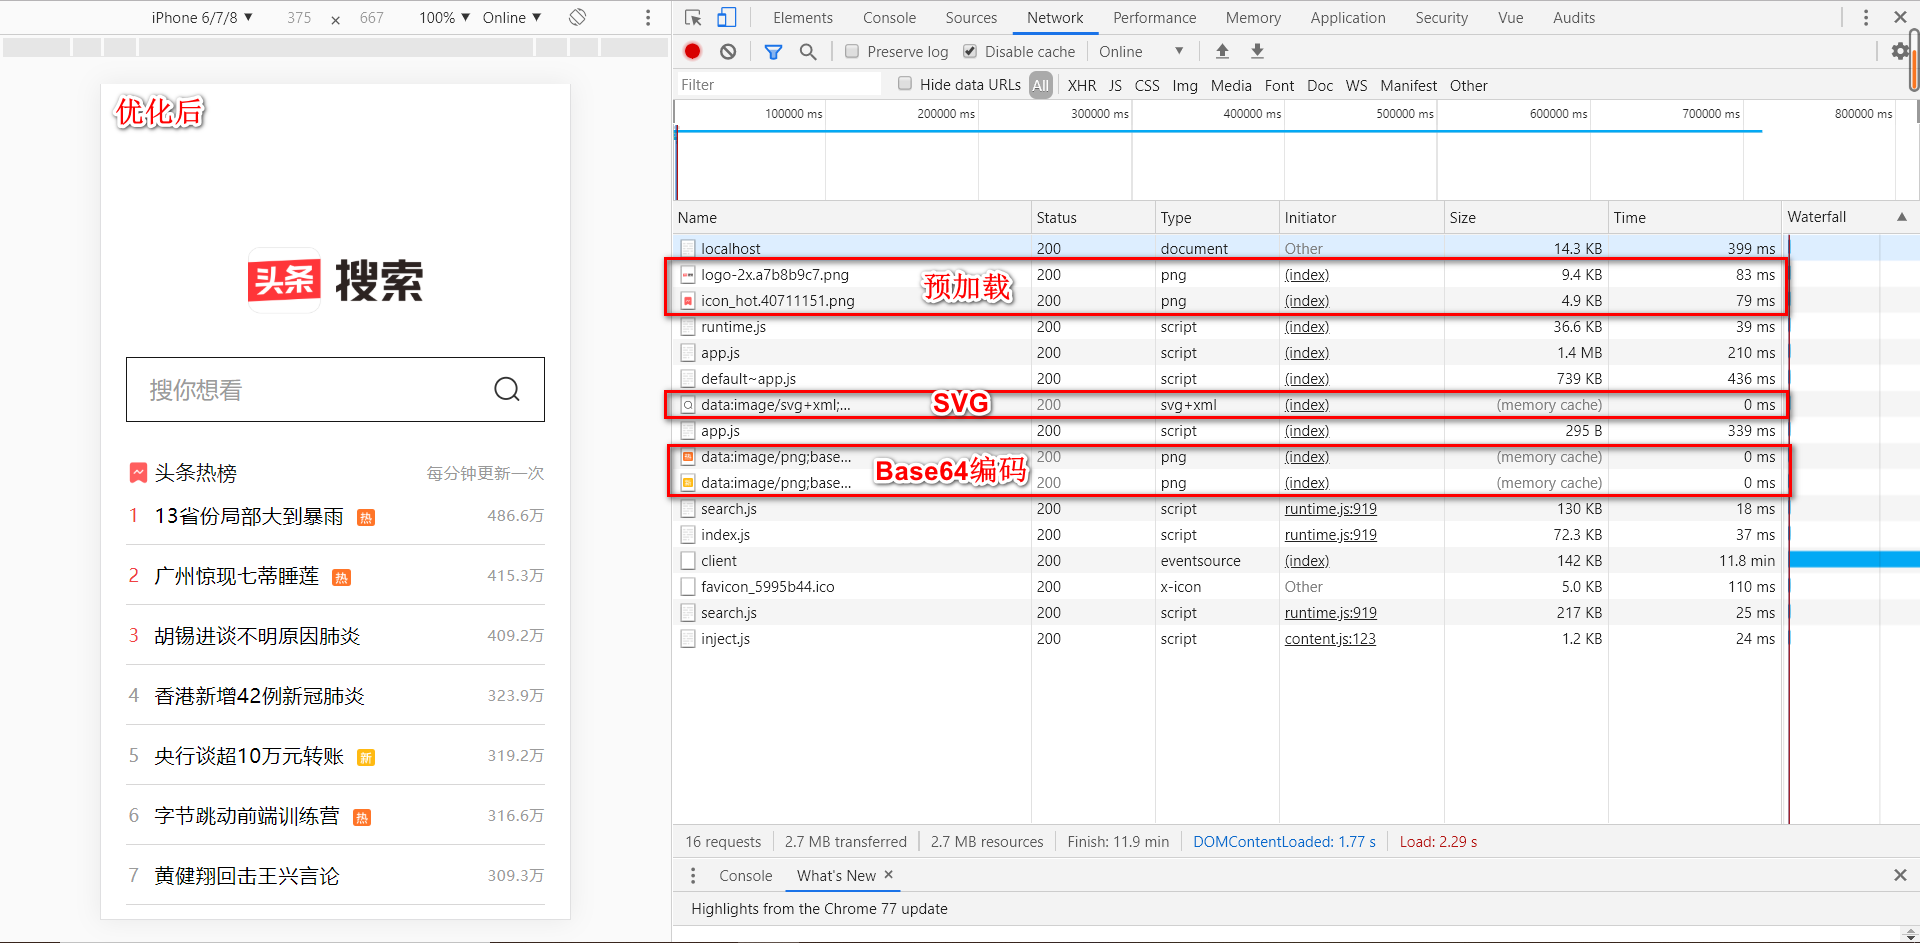 iPhone 6/7/8 ▼ 375 × 667 100% ▼ Online ▼
优化后
头条 搜索
搜你想看
头条热榜 每分钟更新一次
1 13省份局部大到暴雨 热 486.6万
2 广州惊现七蒂睡莲 热 415.3万
3 胡锡进谈不明原因肺炎 409.2万
4 香港新增42例新冠肺炎 323.9万
5 央行谈超10万元转账 新 319.2万
6 字节跳动前端训练营 热 316.6万
7 黄健翔回击王兴言论 309.3万
Elements Console Sources Network Performance Memory Application Security Vue Audits
Preserve log Disable cache Online ▼
Filter Hide data URLs All XHR JS CSS Img Media Font Doc WS Manifest Other
100000 ms 200000 ms 300000 ms 400000 ms 500000 ms 600000 ms 700000 ms 800000 ms
Name Status Type Initiator Size Time Waterfall ▲
localhost 200 document Other 14.3 KB 399 ms
logo-2x.a7b8b9c7.png 200 png (index) 9.4 KB 83 ms
预加载
icon_hot.40711151.png 200 png (index) 4.9 KB 79 ms
runtime.js 200 script (index) 36.6 KB 39 ms
app.js 200 script (index) 1.4 MB 210 ms
default~app.js 200 script (index) 739 KB 436 ms
data:image/svg+xml;... SVG 200 svg+xml (index) (memory cache) 0 ms
app.js 200 script (index) 295 B 339 ms
data:image/png;base... 200 png (index) (memory cache) 0 ms
Base64编码
data:image/png;base... 200 png (index) (memory cache) 0 ms
search.js 200 script runtime.js:919 130 KB 18 ms
index.js 200 script runtime.js:919 72.3 KB 37 ms
client 200 eventsource (index) 142 KB 11.8 min
favicon_5995b44.ico 200 x-icon Other 5.0 KB 110 ms
search.js 200 script runtime.js:919 217 KB 25 ms
inject.js 200 script content.js:123 1.2 KB 24 ms
16 requests 2.7 MB transferred 2.7 MB resources Finish: 11.9 min DOMContentLoaded: 1.77 s Load: 2.29 s
Console What's New ×
Highlights from the Chrome 77 update